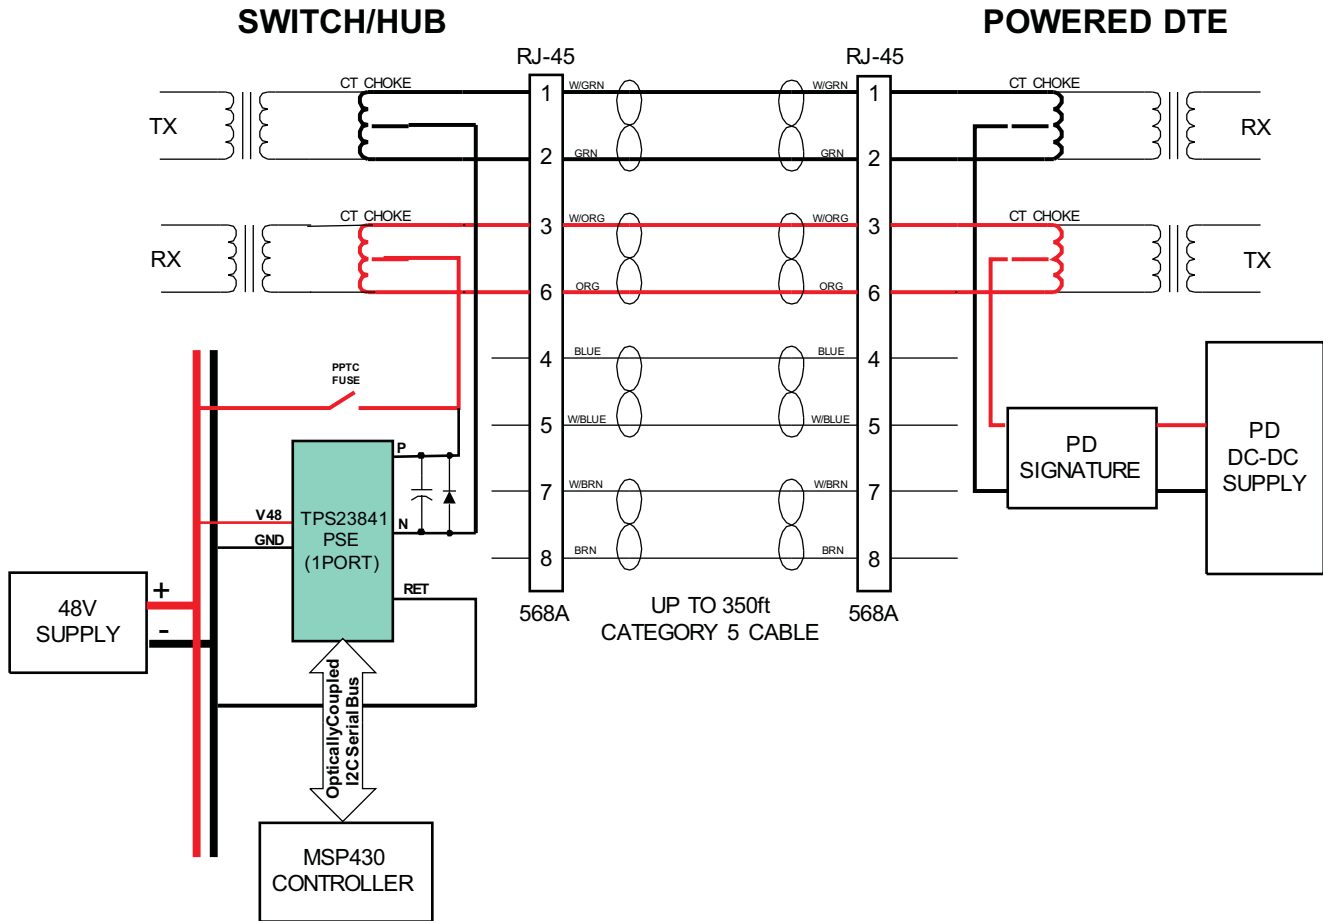 SWITCH/HUB
POWERED DTE
RJ-45
RJ-45
CT CHOKE
W/GRN
W/GRN
CT CHOKE
1
1
TX
RX
2
GRN
GRN
2
CT CHOKE
W/ORG
W/ORG
CT CHOKE
3
3
RX
TX
6
ORG
ORG
6
4
BLUE
BLUE
4
PPTC
FUSE
5
W/BLUE
W/BLUE
5
P
PD
SIGNATURE
PD
DC-DC
SUPPLY
7
W/BRN
W/BRN
7
V48
TPS23841
PSE
(1PORT)
N
GND
8
BRN
BRN
8
RET
48V
SUPPLY
+
-
568A
568A
UP TO 350ft
CATEGORY 5 CABLE
OpticallyCoupled
I2CSerialBus
MSP430
CONTROLLER